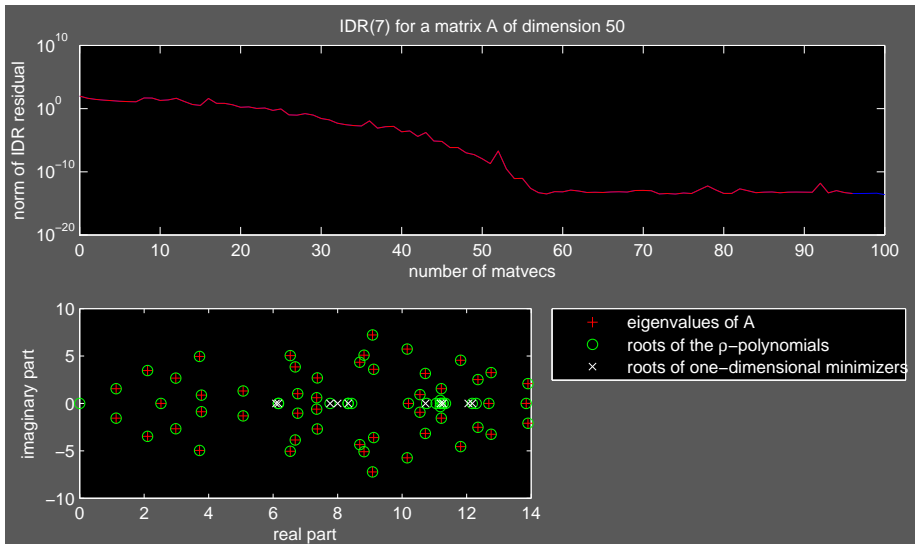 IDR(7) for a matrix A of dimension 50
norm of IDR residual
10^10
10^0
10^-10
10^-20
0 10 20 30 40 50 60 70 80 90 100
number of matvecs
imaginary part
10
5
0
-5
-10
0 2 4 6 8 10 12 14
real part
eigenvalues of A
roots of the ρ-polynomials
roots of one-dimensional minimizers